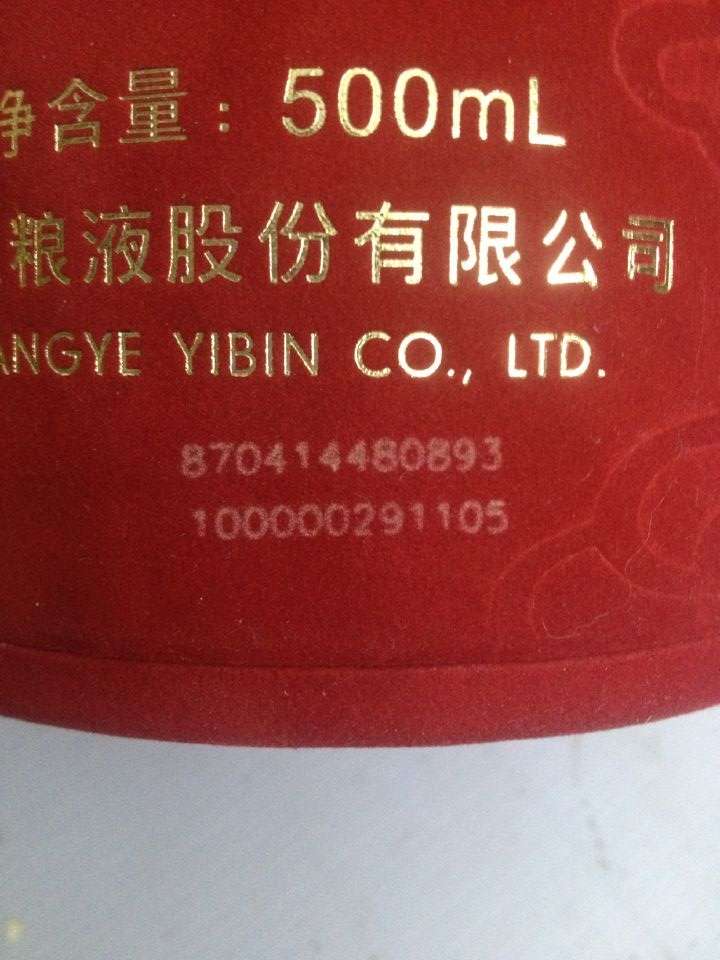 净含量：500mL
粮液股份有限公司
ANGYE YIBIN CO., LTD.
870414480893
100000291105